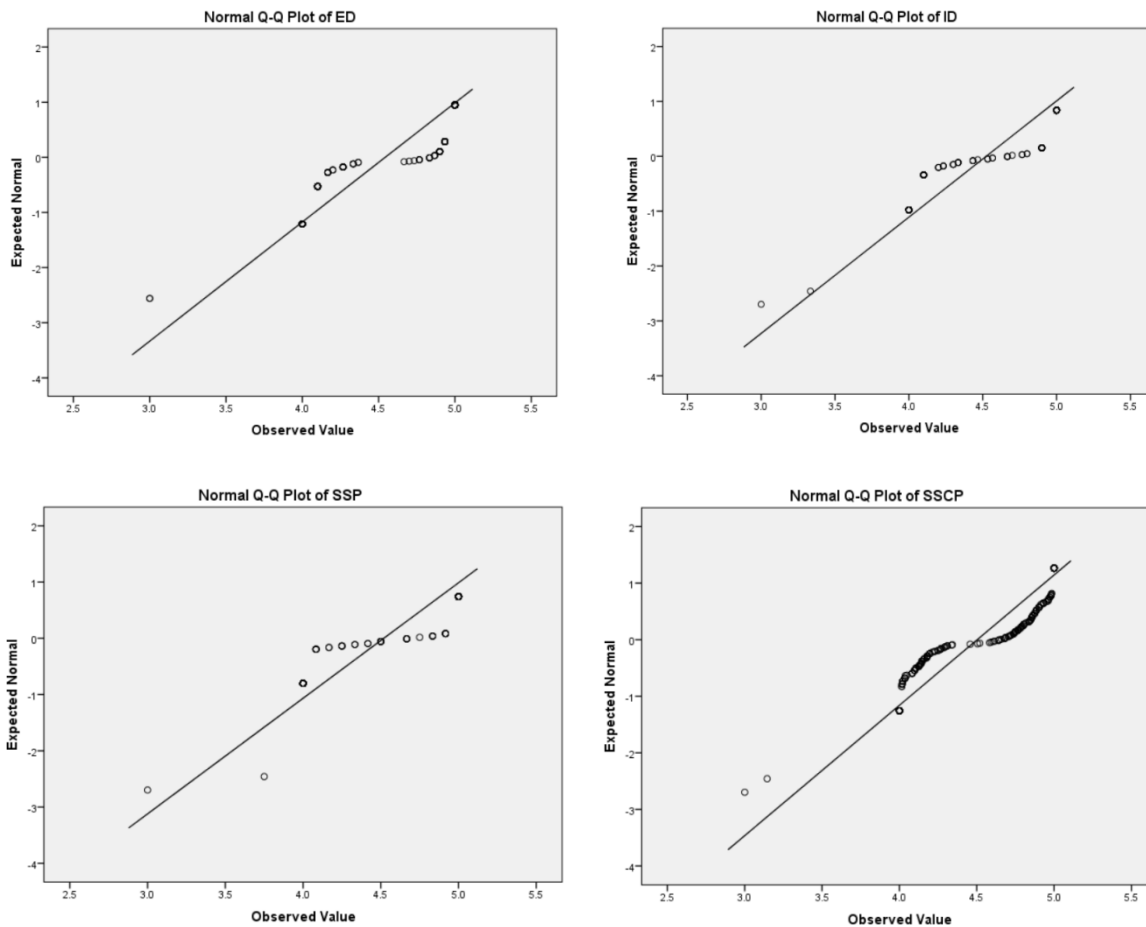 Normal Q-Q Plot of ED
2
1
0
-1
-2
-3
-4
Expected Normal
2.5 3.0 3.5 4.0 4.5 5.0 5.5
Observed Value
Normal Q-Q Plot of ID
2
1
0
-1
-2
-3
-4
Expected Normal
2.5 3.0 3.5 4.0 4.5 5.0 5.5
Observed Value
Normal Q-Q Plot of SSP
2
1
0
-1
-2
-3
-4
Expected Normal
2.5 3.0 3.5 4.0 4.5 5.0 5.5
Observed Value
Normal Q-Q Plot of SSCP
2
1
0
-1
-2
-3
-4
Expected Normal
2.5 3.0 3.5 4.0 4.5 5.0 5.5
Observed Value